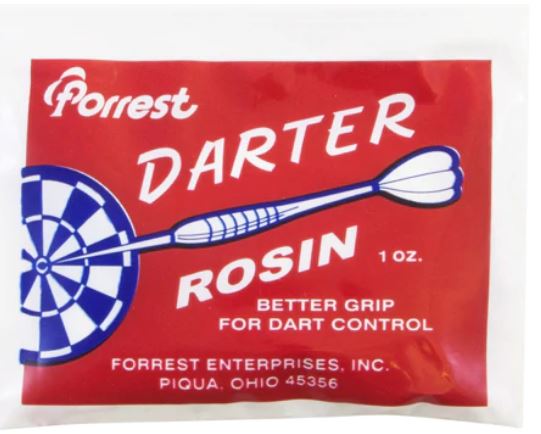 Forrest
DARTER
ROSIN 1 OZ.
BETTER GRIP
FOR DART CONTROL
FORREST ENTERPRISES, INC.
PIQUA, OHIO 45356